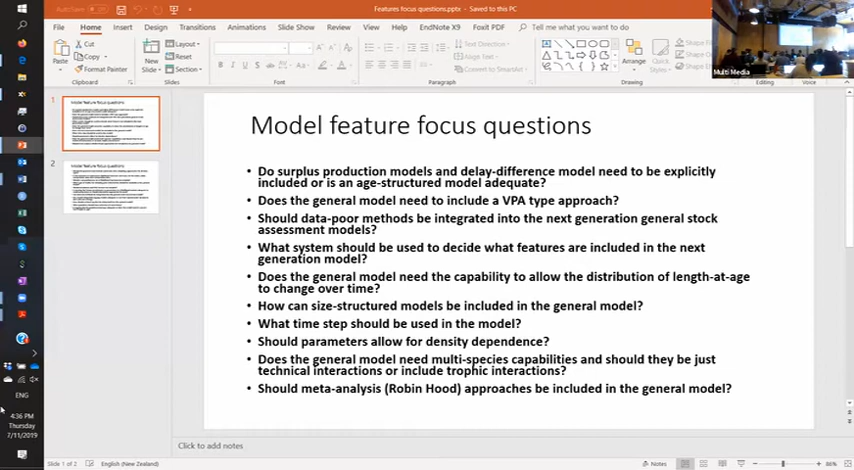 Features focus questions.pptx - Saved to this PC
File Home Insert Design Transitions Animations Slide Show Review View Help EndNote X9 Foxit PDF Tell me what you want to do
Paste
Cut
Copy
Format Painter
New
Slide
Layout
Reset
Section
Text Direction
Align Text
Convert to SmartArt
Arrange
Quick
Styles
Clipboard Slides Font Paragraph Drawing Editing Voice
Multi Media
1
2
Model feature focus questions
• Do surplus production models and delay-difference model need to be explicitly
included or is an age-structured model adequate?
• Does the general model need to include a VPA type approach?
• Should data-poor methods be integrated into the next generation general stock
assessment models?
• What system should be used to decide what features are included in the next
generation model?
• Does the general model need the capability to allow the distribution of length-at-age
to change over time?
• How can size-structured models be included in the general model?
• What time step should be used in the model?
• Should parameters allow for density dependence?
• Does the general model need multi-species capabilities and should they be just
technical interactions or include trophic interactions?
• Should meta-analysis (Robin Hood) approaches be included in the general model?
Click to add notes
ENG
4:36 PM
Thursday
7/11/2019
Slide 1 of 2 English (New Zealand) Notes 86%